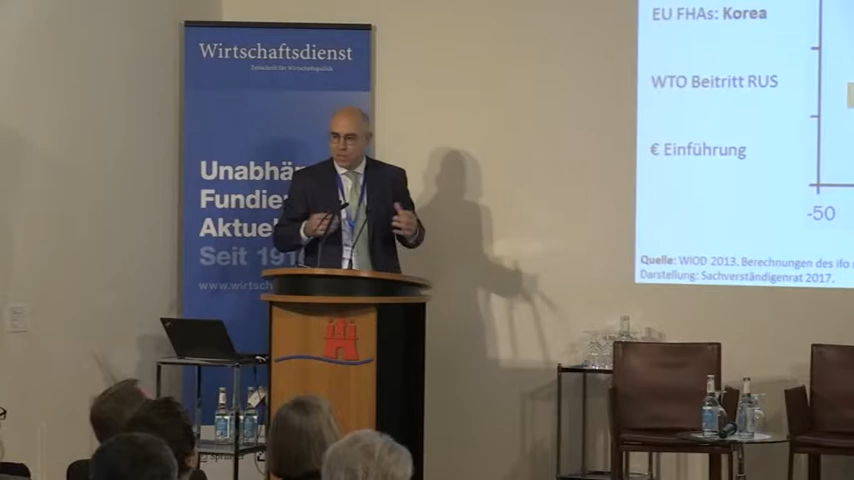 Wirtschaftsdienst
Zeitschrift für Wirtschaftspolitik
Unabhä
Fundie
Aktue
Seit 191
www.wirtsch
EU FHAs: Korea
WTO Beitritt RUS
€ Einführung
-50
Quelle: WIOD 2013. Berechnungen des ifo
Darstellung: Sachverständigenrat 2017.